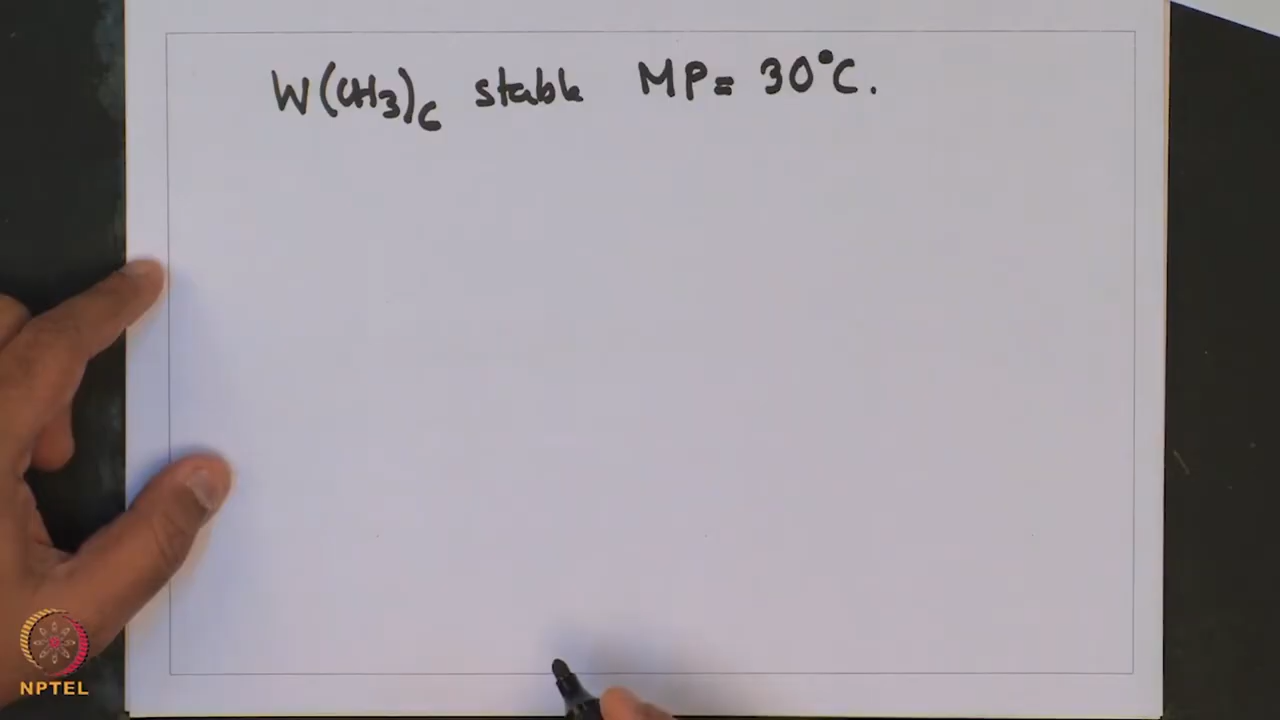 W(CH3)6 stable MP = 30°C.
NPTEL